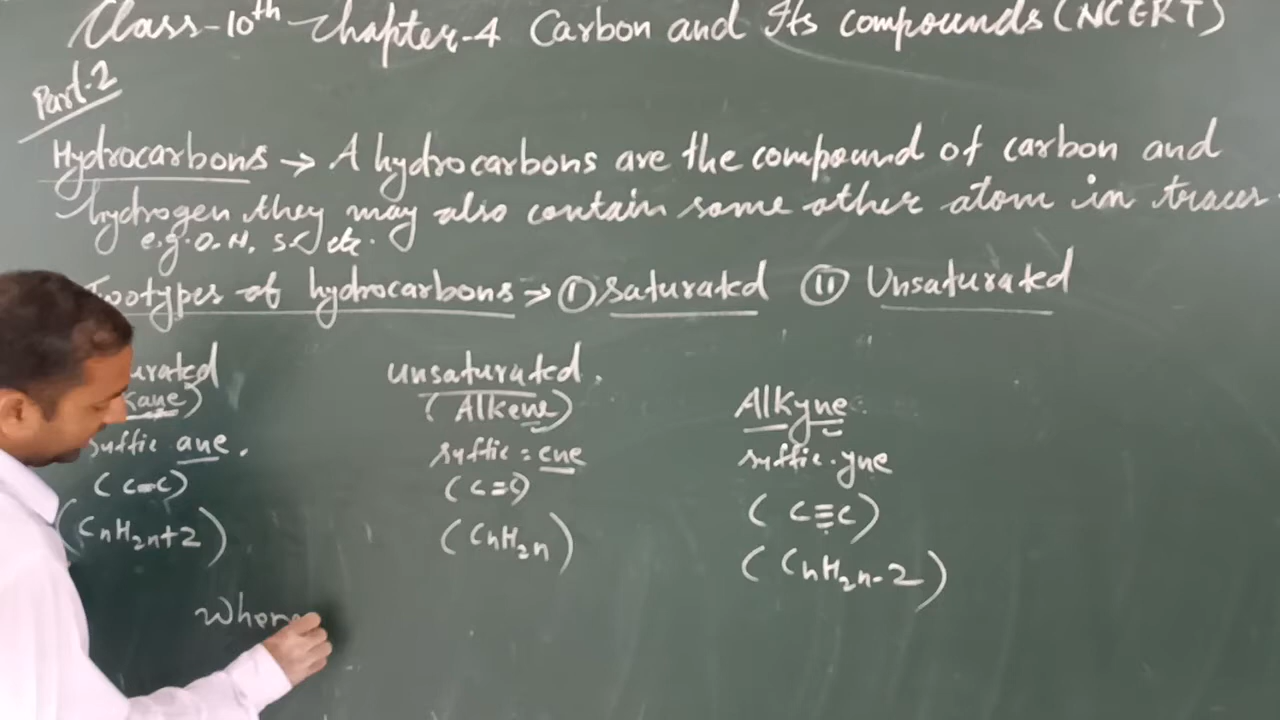 Class-10th Chapter-4 Carbon and Its compounds (NCERT)
Part-2
Hydrocarbons → A hydrocarbons are the compound of carbon and
hydrogen they may also contain some other atom in traces
e.g. O, N, S, etc.
Twotypes of hydrocarbons → (I) Saturated (II) Unsaturated
urated
kane)
suffic ane.
(C-C)
(CnH2n+2)
unsaturated.
(Alkene)
suffic : ene
(C=C)
(CnH2n)
Alkyne
suffic. yne
(C≡C)
(CnH2n-2)
Where